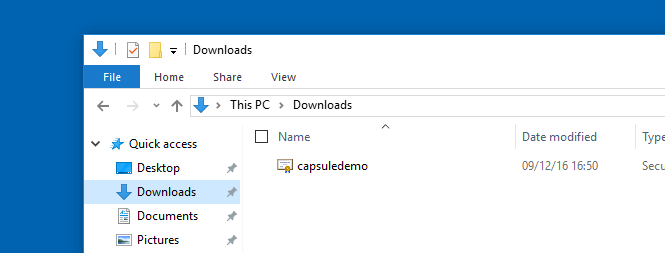 Downloads
File Home Share View
This PC Downloads
Quick access
Desktop
Downloads
Documents
Pictures
Name Date modified Type
capsuledemo 09/12/16 16:50 Secu